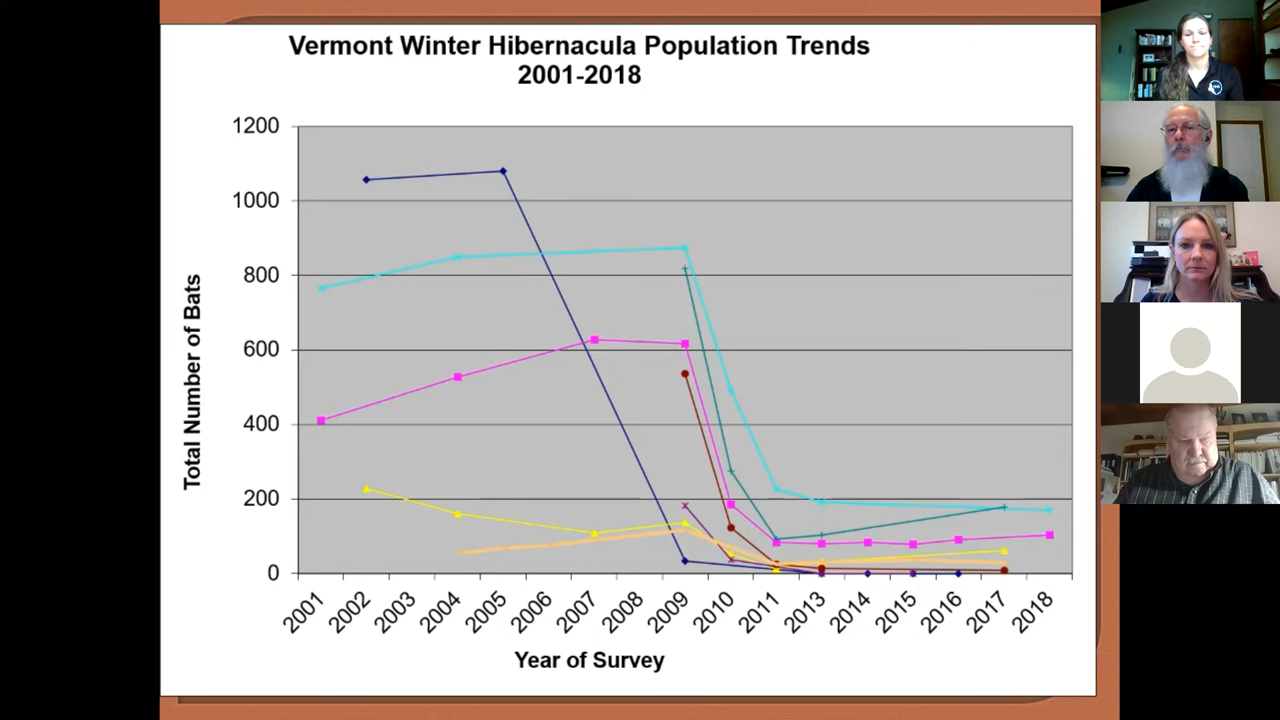 Vermont Winter Hibernacula Population Trends
2001-2018
1200
1000
800
600
400
200
0
Total Number of Bats
2001 2002 2003 2004 2005 2006 2007 2008 2009 2010 2011 2013 2014 2015 2016 2017 2018
Year of Survey